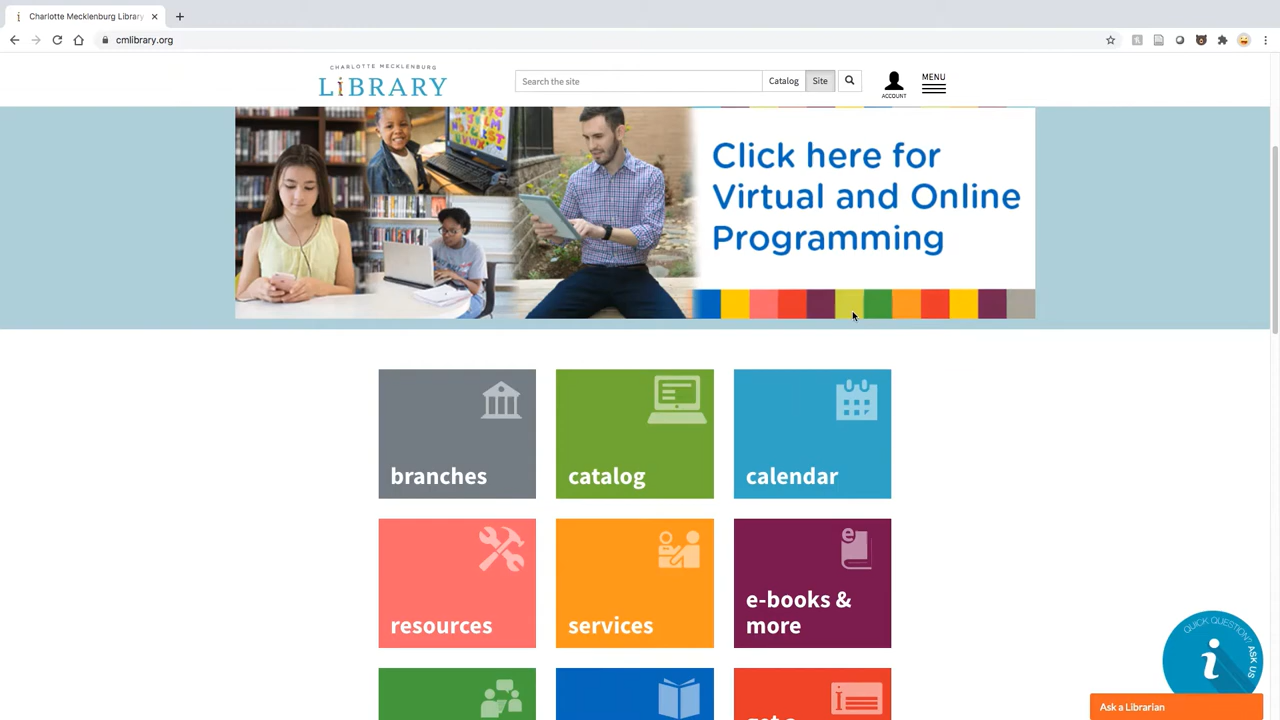 Charlotte Mecklenburg Library
cmlibrary.org
CHARLOTTE MECKLENBURG
LiBRARY
Search the site
Catalog
Site
ACCOUNT
MENU
Click here for
Virtual and Online
Programming
branches
catalog
calendar
resources
services
e
e-books &
more
QUICK QUESTION? ASK US
i
Ask a Librarian